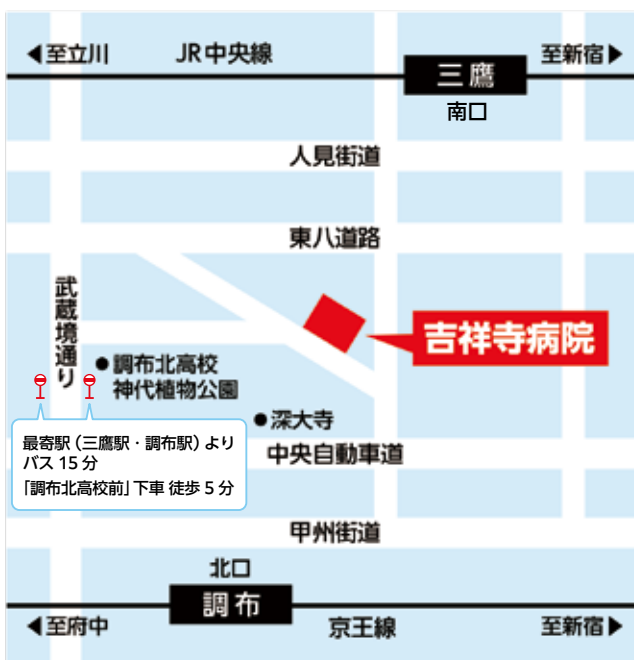 ◀至立川
JR中央線
至新宿▶
三鷹
南口
人見街道
東八道路
武蔵境通り
吉祥寺病院
●調布北高校
神代植物公園
●深大寺
最寄駅（三鷹駅・調布駅）より
バス 15 分
「調布北高校前」下車 徒歩 5 分
中央自動車道
甲州街道
北口
調布
◀至府中
京王線
至新宿▶